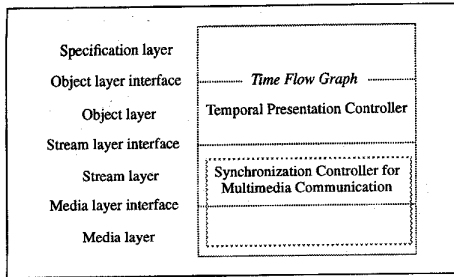 Specification layer
Object layer interface
Time Flow Graph
Object layer
Temporal Presentation Controller
Stream layer interface
Stream layer
Synchronization Controller for
Multimedia Communication
Media layer interface
Media layer